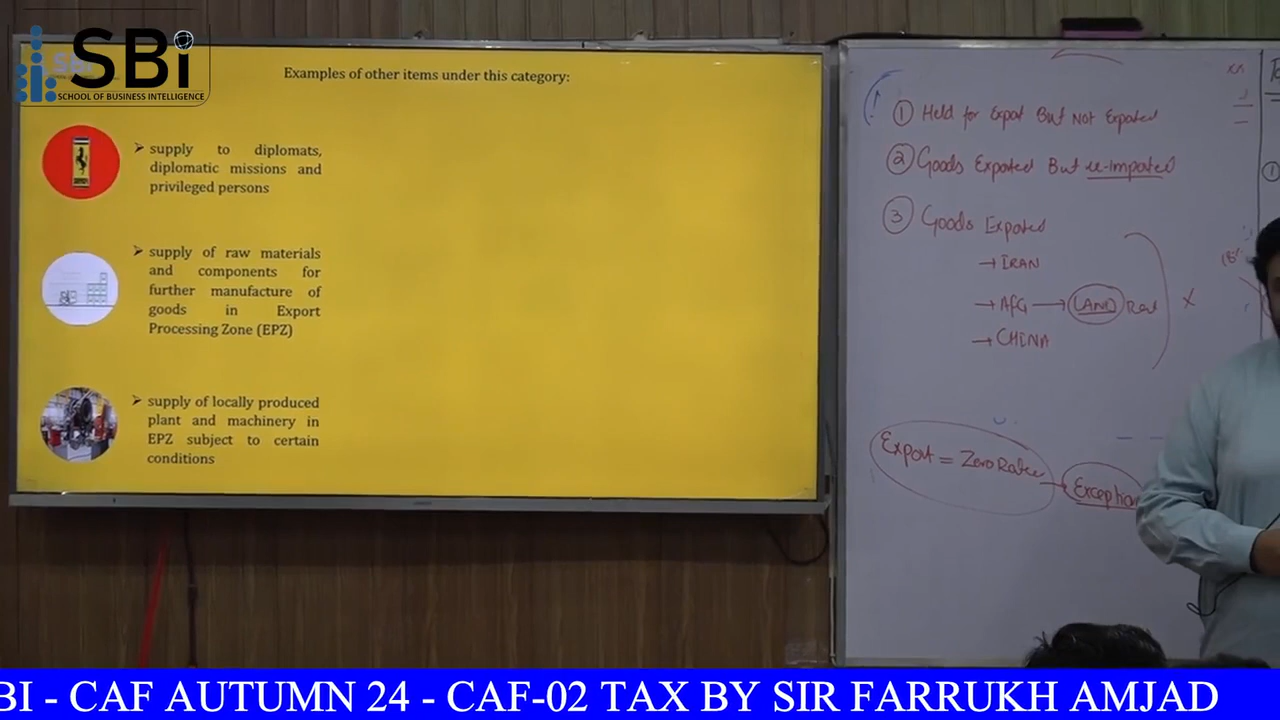 SBi
SCHOOL OF BUSINESS INTELLIGENCE
Examples of other items under this category:
➢ supply to diplomats,
diplomatic missions and
privileged persons
➢ supply of raw materials
and components for
further manufacture of
goods in Export
Processing Zone (EPZ)
➢ supply of locally produced
plant and machinery in
EPZ subject to certain
conditions
① Held for Export But Not Exported
② Goods Exported But re-imported
③ Goods Exported
→ IRAN
→ Afg → LAND
→ CHINA
X
Export = Zero Rated → Exception
BI - CAF AUTUMN 24 - CAF-02 TAX BY SIR FARRUKH AMJAD